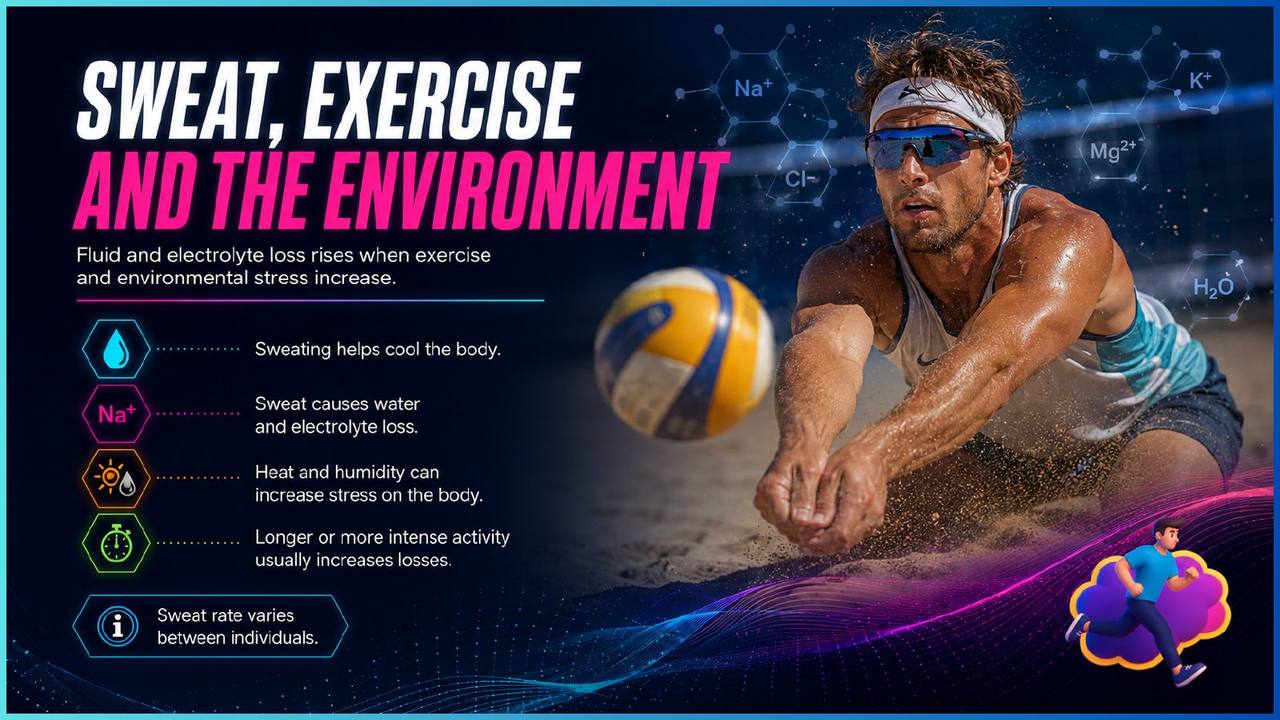 SWEAT, EXERCISE
AND THE ENVIRONMENT
Fluid and electrolyte loss rises when exercise
and environmental stress increase.
Sweating helps cool the body.
Na⁺
Sweat causes water
and electrolyte loss.
Heat and humidity can
increase stress on the body.
Longer or more intense activity
usually increases losses.
i
Sweat rate varies
between individuals.
Na⁺
Cl⁻
K⁺
Mg²⁺
H₂O